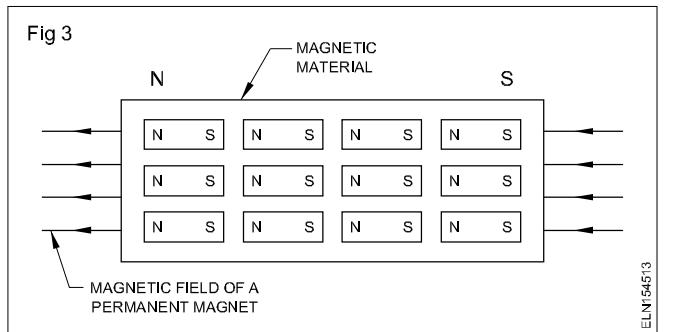 Fig 3
MAGNETIC
MATERIAL
N S
N S N S N S N S
N S N S N S N S
N S N S N S N S
MAGNETIC FIELD OF A
PERMANENT MAGNET
ELN154513